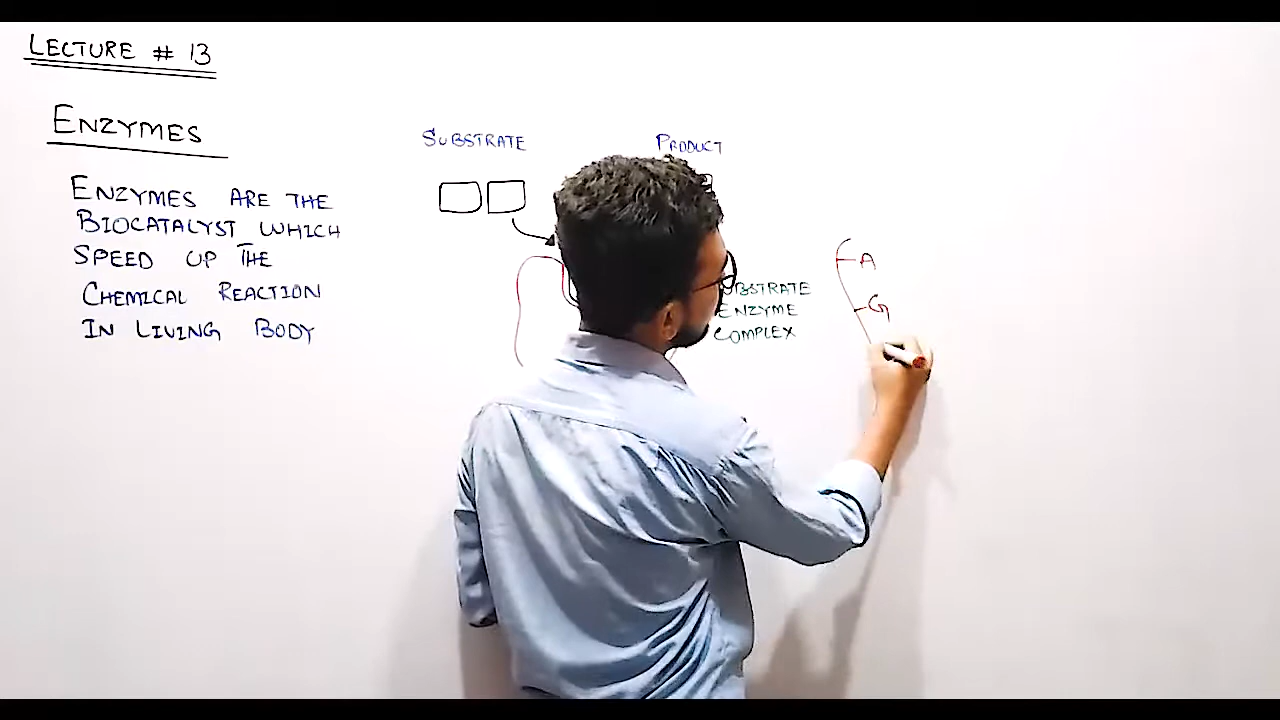 LECTURE # 13
ENZYMES
ENZYMES ARE THE
BIOCATALYST WHICH
SPEED UP THE
CHEMICAL REACTION
IN LIVING BODY
SUBSTRATE
PRODUCT
UBSTRATE
ENZYME
COMPLEX
A
G